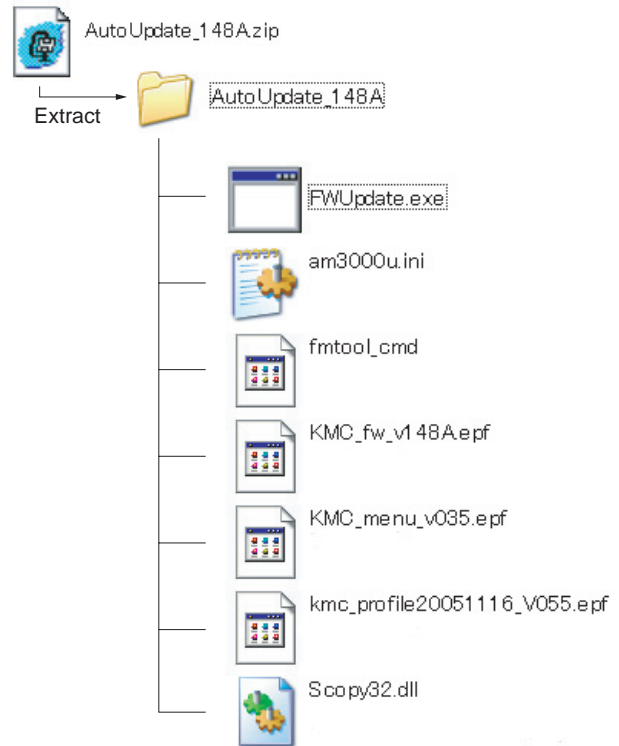 AutoUpdate_148A.zip
Extract
AutoUpdate_148A
FWUpdate.exe
am3000u.ini
fmtool_cmd
KMC_fw_v148A.epf
KMC_menu_v035.epf
kmc_profile20051116_V055.epf
Scopy32.dll